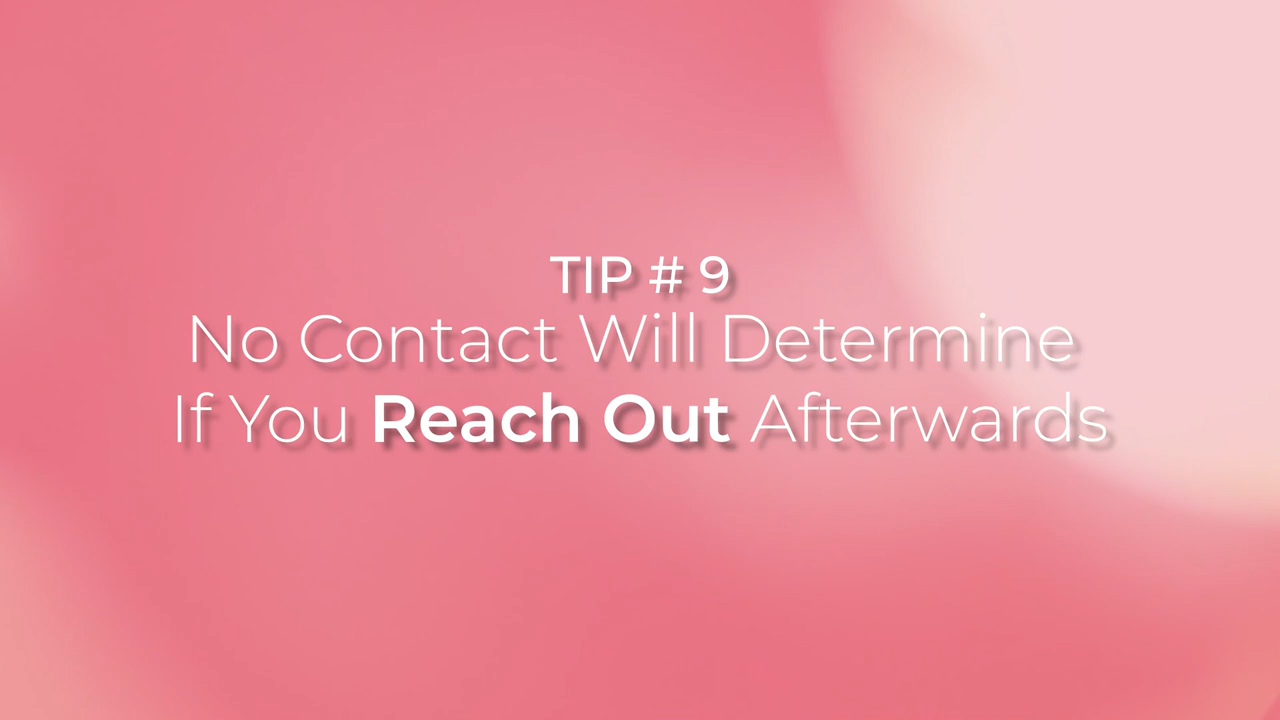 TIP # 9
No Contact Will Determine
If You Reach Out Afterwards